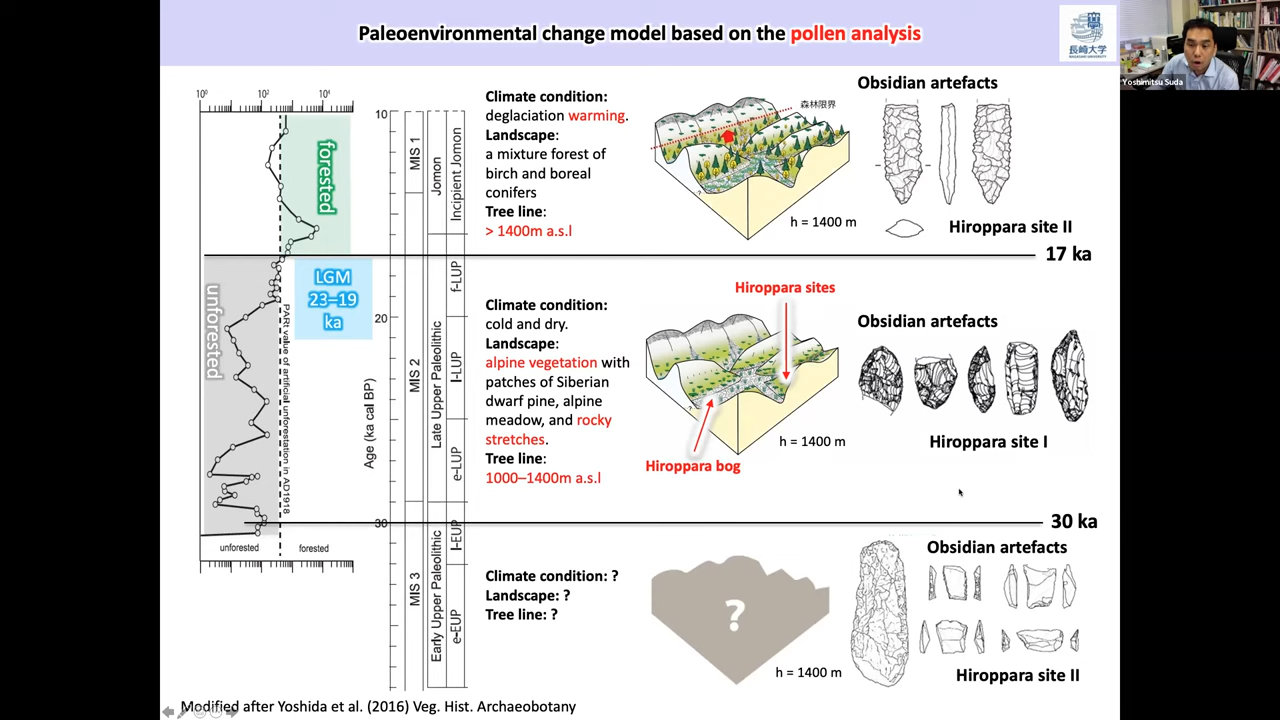 Paleoenvironmental change model based on the pollen analysis
長崎大学
NAGASAKI UNIVERSITY
Yoshimitsu Suda
10⁰ 10² 10⁴
forested
unforested
LGM
23–19
ka
PARt value of artificial unforestation in AD1918
unforested forested
Age (ka cal BP)
10
20
30
MIS 1
MIS 2
MIS 3
Jomon
Late Upper Paleolithic
Early Upper Paleolithic
Incipient Jomon
f-LUP
l-LUP
e-LUP
l-EUP
e-EUP
Climate condition:
deglaciation warming.
Landscape:
a mixture forest of
birch and boreal
conifers
Tree line:
> 1400m a.s.l
森林限界
?
h = 1400 m
Obsidian artefacts
Hiroppara site II
17 ka
Climate condition:
cold and dry.
Landscape:
alpine vegetation with
patches of Siberian
dwarf pine, alpine
meadow, and rocky
stretches.
Tree line:
1000–1400m a.s.l
Hiroppara sites
?
h = 1400 m
Hiroppara bog
Obsidian artefacts
Hiroppara site I
30 ka
Climate condition: ?
Landscape: ?
Tree line: ?
?
h = 1400 m
Obsidian artefacts
Hiroppara site II
Modified after Yoshida et al. (2016) Veg. Hist. Archaeobotany